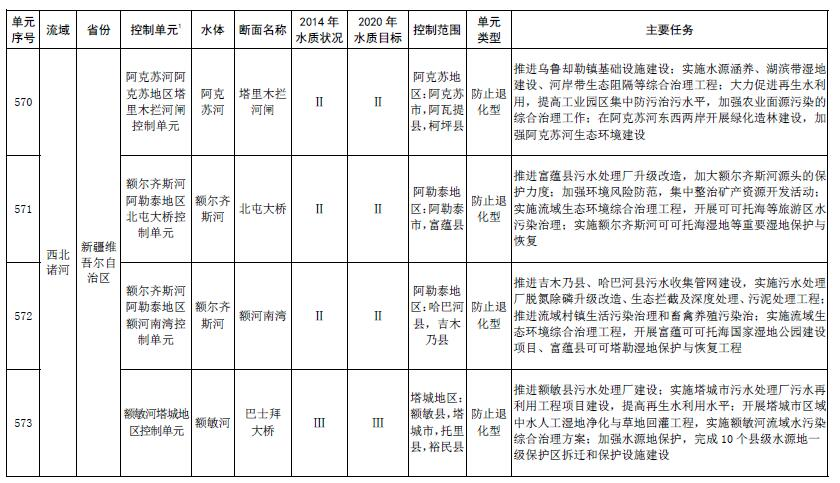 单元
序号
流域
省份
控制单元1
水体
断面名称
2014 年
水质状况
2020 年
水质目标
控制范围
单元
类型
主要任务
570
阿克苏河阿
克苏地区塔
里木拦河闸
控制单元
阿克
苏河
塔里木拦
河闸
Ⅱ
Ⅱ
阿克苏地
区：阿克苏
市，阿瓦提
县，柯坪县
防止退
化型
推进乌鲁却勒镇基础设施建设；实施水源涵养、湖滨带湿地
建设、河岸带生态阻隔等综合治理工程；大力促进再生水利
用，提高工业园区集中防污治污水平，加强农业面源污染的
综合治理工作；在阿克苏河东西两岸开展绿化造林建设，加
强阿克苏河生态环境建设
西北
诸河
新疆维
吾尔自
治区
571
额尔齐斯河
阿勒泰地区
北屯大桥控
制单元
额尔齐
斯河
北屯大桥
Ⅱ
Ⅱ
阿勒泰地
区：阿勒泰
市，富蕴县
防止退
化型
推进富蕴县污水处理厂升级改造，加大额尔齐斯河源头的保
护力度；加强环境风险防范，集中整治矿产资源开发活动；
实施流域生态环境综合治理工程，开展可可托海等旅游区水
污染治理；实施额尔齐斯河可可托海湿地等重要湿地保护与
恢复
572
额尔齐斯河
阿勒泰地区
额河南湾控
制单元
额尔齐
斯河
额河南湾
Ⅱ
Ⅱ
阿勒泰地
区：哈巴河
县，吉木
乃县
防止退
化型
推进吉木乃县、哈巴河县污水收集管网建设，实施污水处理
厂脱氮除磷升级改造、生态拦截及深度处理、污泥处理工程；
推进流域村镇生活污染治理和畜禽养殖污染治；实施流域生
态环境综合治理工程，开展富蕴可可托海国家湿地公园建设
项目、富蕴县可可塔勒湿地保护与恢复工程
573
额敏河塔城地
区控制单元
额敏河
巴士拜
大桥
Ⅲ
Ⅲ
塔城地区：
额敏县，塔
城市，托里
县，裕民县
防止退
化型
推进额敏县污水处理厂建设；实施塔城市污水处理厂污水再
利用工程项目建设，提高再生水利用水平；开展塔城市区域
中水人工湿地净化与草地回灌工程，实施额敏河流域水污染
综合治理方案；加强水源地保护，完成 10 个县级水源地一
级保护区拆迁和保护设施建设